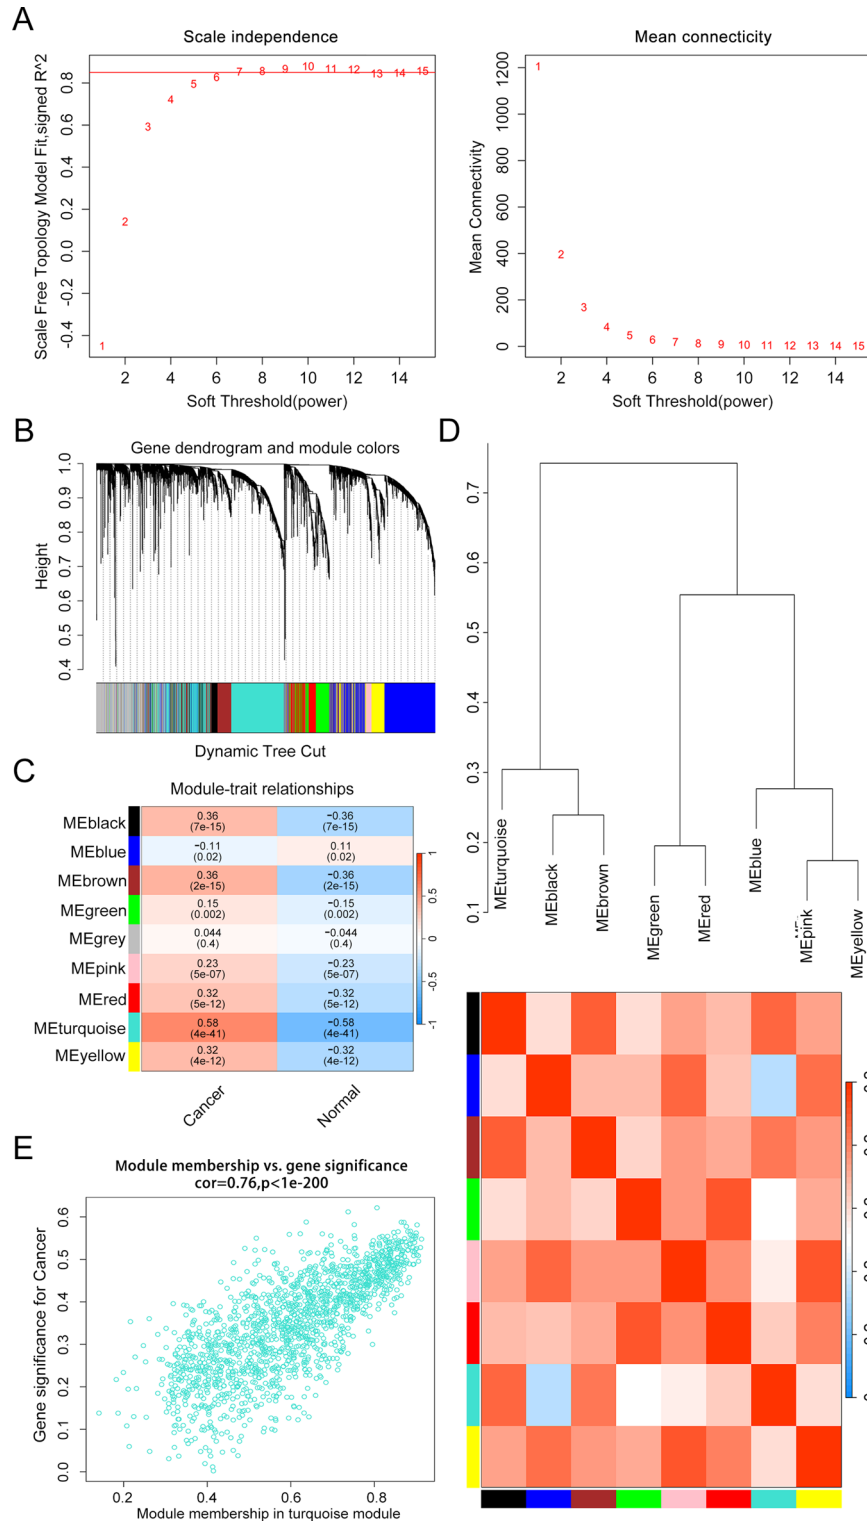 A
Scale independence
Scale Free Topology Model Fit,signed R^2
0.8
0.6
0.4
0.2
0.0
-0.2
-0.4
1
2
3
4
5
6
7
8
9
10
11
12
13
14
15
2 4 6 8 10 12 14
Soft Threshold(power)
Mean connectivity
Mean Connectivity
1200
1000
800
600
400
200
0
1
2
3
4
5
6
7
8
9
10
11
12
13
14
15
2 4 6 8 10 12 14
Soft Threshold(power)
B
Gene dendrogram and module colors
Height
1.0
0.9
0.8
0.7
0.6
0.5
0.4
Dynamic Tree Cut
C
Module-trait relationships
MEblack
0.36
(7e-15)
−0.36
(7e-15)
MEblue
−0.11
(0.02)
0.11
(0.02)
MEbrown
0.36
(2e-15)
−0.36
(2e-15)
MEgreen
0.15
(0.002)
−0.15
(0.002)
MEgrey
0.044
(0.4)
−0.044
(0.4)
MEpink
0.23
(5e-07)
−0.23
(5e-07)
MEred
0.32
(5e-12)
−0.32
(5e-12)
MEturquoise
0.58
(4e-41)
−0.58
(4e-41)
MEyellow
0.32
(4e-12)
−0.32
(4e-12)
Cancer
Normal
1
0.5
0
-0.5
-1
D
0.7
0.6
0.5
0.4
0.3
0.2
0.1
MEturquoise
MEblack
MEbrown
MEgreen
MEred
MEblue
MEpink
MEyellow
E
Module membership vs. gene significance
cor=0.76,p<1e-200
Gene significance for Cancer
0.6
0.5
0.4
0.3
0.2
0.1
0.0
0.2 0.4 0.6 0.8
Module membership in turquoise module